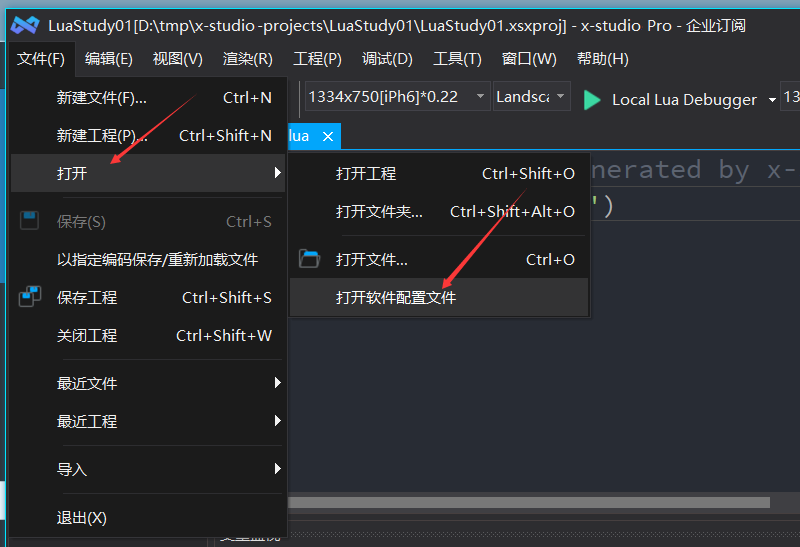 LuaStudy01[D:\tmp\x-studio-projects\LuaStudy01\LuaStudy01.xsxproj] - x-studio Pro - 企业订阅
文件(F) 编辑(E) 视图(V) 渲染(R) 工程(P) 调试(D) 工具(T) 窗口(W) 帮助(H)
1334x750[iPh6]*0.22 Landsca Local Lua Debugger 13
新建文件(F)... Ctrl+N
新建工程(P)... Ctrl+Shift+N
lua ×
打开
nerated by x-
')
保存(S) Ctrl+S
以指定编码保存/重新加载文件
保存工程 Ctrl+Shift+S
关闭工程 Ctrl+Shift+W
最近文件
最近工程
导入
退出(X)
打开工程 Ctrl+Shift+O
打开文件夹... Ctrl+Shift+Alt+O
打开文件... Ctrl+O
打开软件配置文件